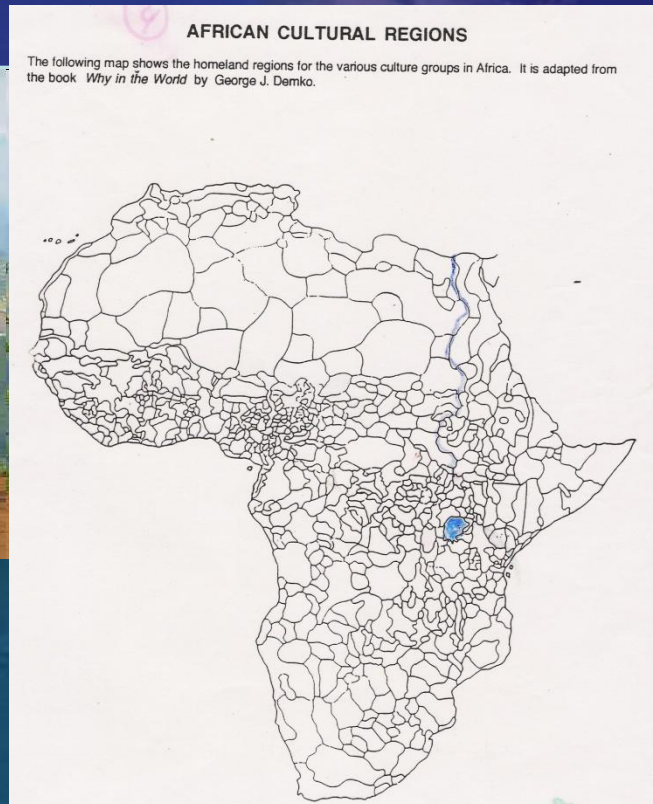 4
AFRICAN CULTURAL REGIONS
The following map shows the homeland regions for the various culture groups in Africa. It is adapted from
the book Why in the World by George J. Demko.